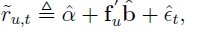 r̃_{u,t} ≜ α̂ + f'_u b̂ + ε̂_t,